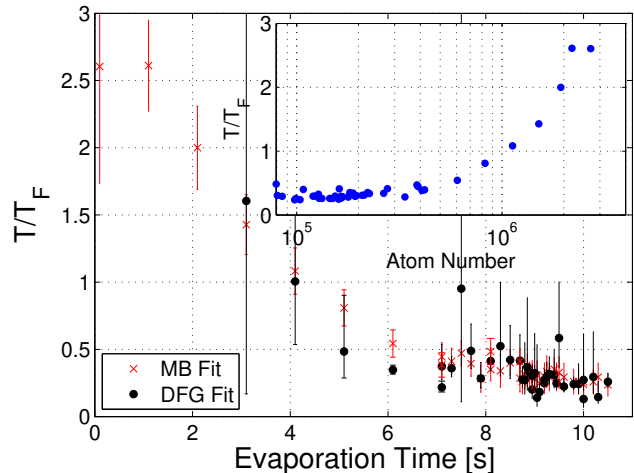 3
2.5
2
1.5
1
0.5
0
T/T_F
0 2 4 6 8 10
Evaporation Time [s]
MB Fit
DFG Fit
3
2
1
0
T/T_F
10^5 10^6
Atom Number